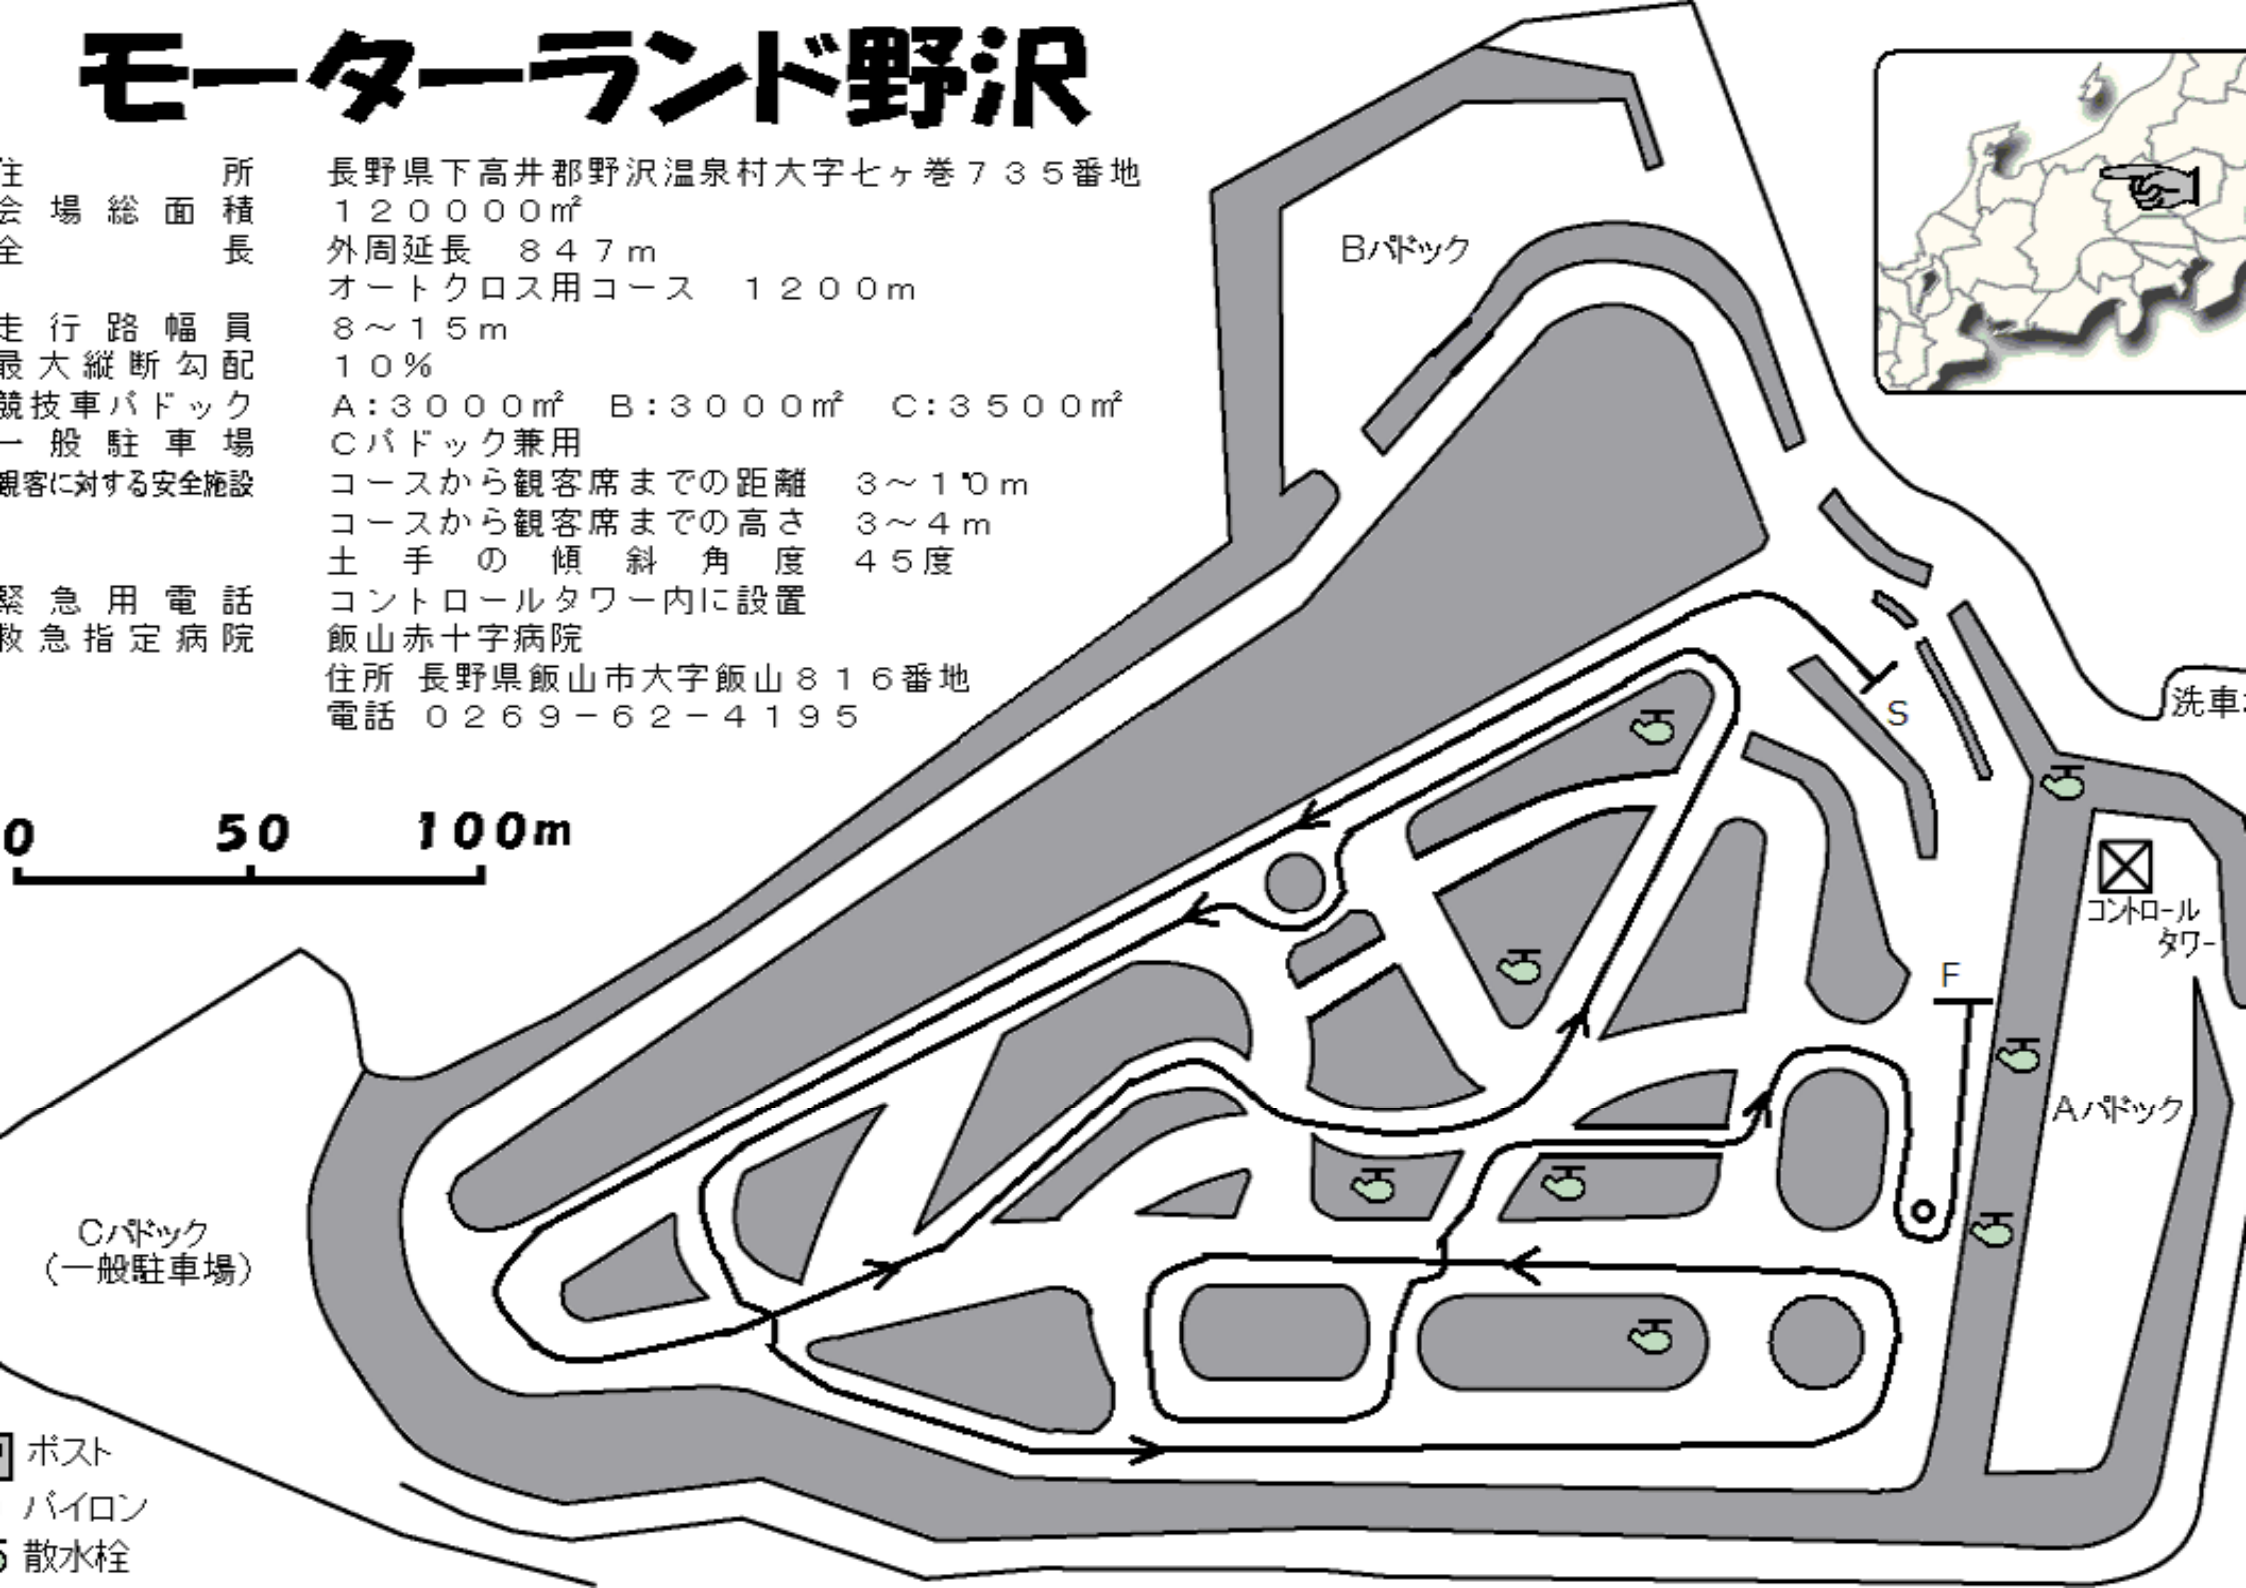 モーターランド野沢
住所 長野県下高井郡野沢温泉村大字七ヶ巻７３５番地
会場総面積 １２００００㎡
全長 外周延長 ８４７ｍ
オートクロス用コース １２００ｍ
走行路幅員 ８～１５ｍ
最大縦断勾配 １０％
競技車パドック Ａ:３０００㎡ Ｂ:３０００㎡ Ｃ:３５００㎡
一般駐車場 Ｃパドック兼用
観客に対する安全施設 コースから観客席までの距離 ３～１０ｍ
コースから観客席までの高さ ３～４ｍ
土手の傾斜角度 ４５度
緊急用電話 コントロールタワー内に設置
救急指定病院 飯山赤十字病院
住所 長野県飯山市大字飯山８１６番地
電話 ０２６９－６２－４１９５
0 50 100m
Ｂパドック
S
洗車
コントロール
タワー
F
Ａパドック
Ｃパドック
（一般駐車場）
ポスト
パイロン
散水栓